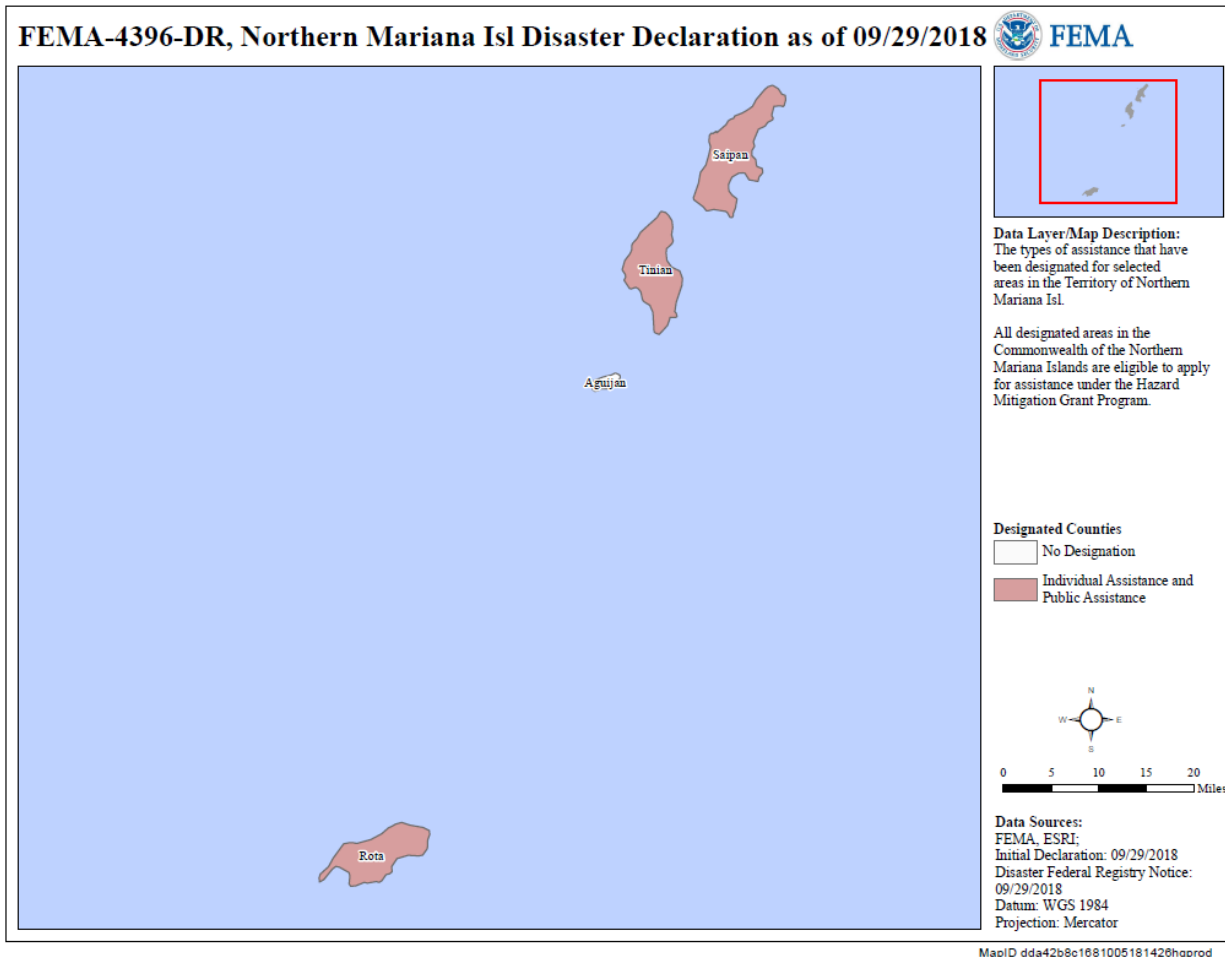 FEMA-4396-DR, Northern Mariana Isl Disaster Declaration as of 09/29/2018
FEMA
Saipan
Tinian
Aguijan
Rota
Data Layer/Map Description:
The types of assistance that have
been designated for selected
areas in the Territory of Northern
Mariana Isl.
All designated areas in the
Commonwealth of the Northern
Mariana Islands are eligible to apply
for assistance under the Hazard
Mitigation Grant Program.
Designated Counties
No Designation
Individual Assistance and
Public Assistance
N
W E
S
0 5 10 15 20
Miles
Data Sources:
FEMA, ESRI;
Initial Declaration: 09/29/2018
Disaster Federal Registry Notice:
09/29/2018
Datum: WGS 1984
Projection: Mercator
MapID dda42b8c1681005181426hqprod